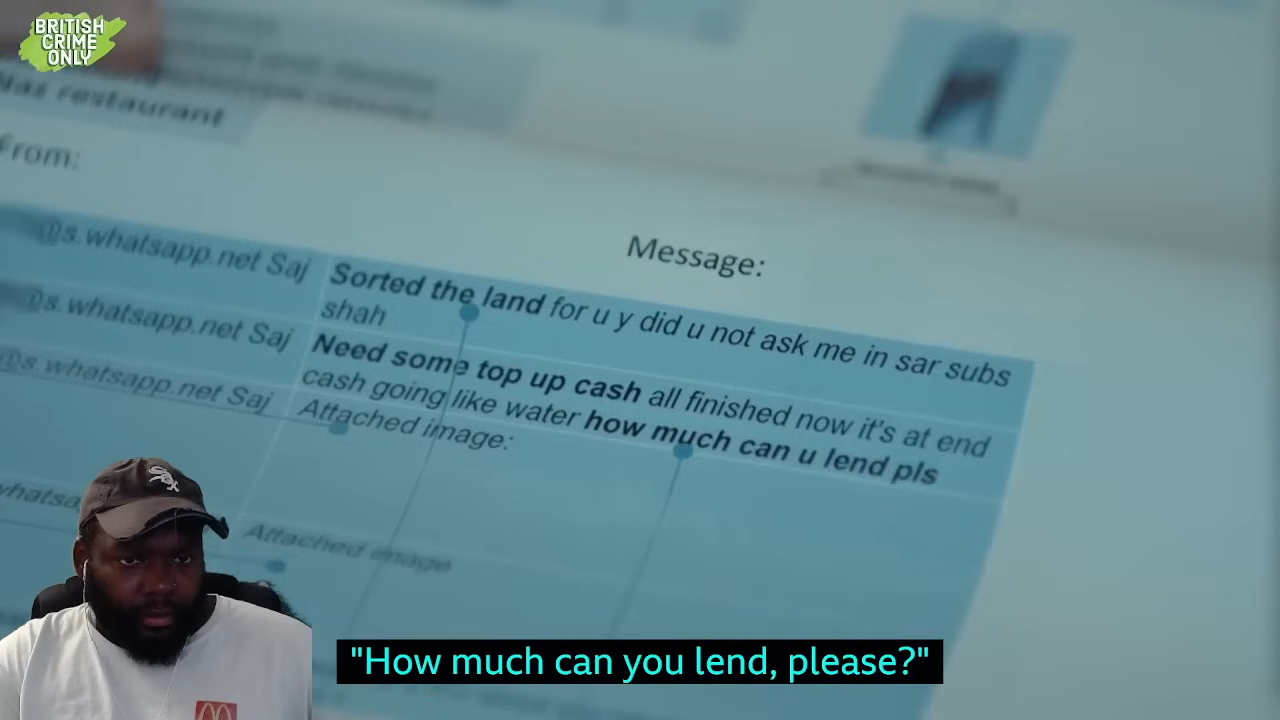 BRITISH
CRIME
ONLY
Naz restaurant
From:
Message:
@s.whatsapp.net Saj
Sorted the land for u y did u not ask me in sar subs
shah
@s.whatsapp.net Saj
Need some top up cash all finished now it's at end
cash going like water how much can u lend pls
@s.whatsapp.net Saj
Attached image:
whatsa
Attached image
"How much can you lend, please?"